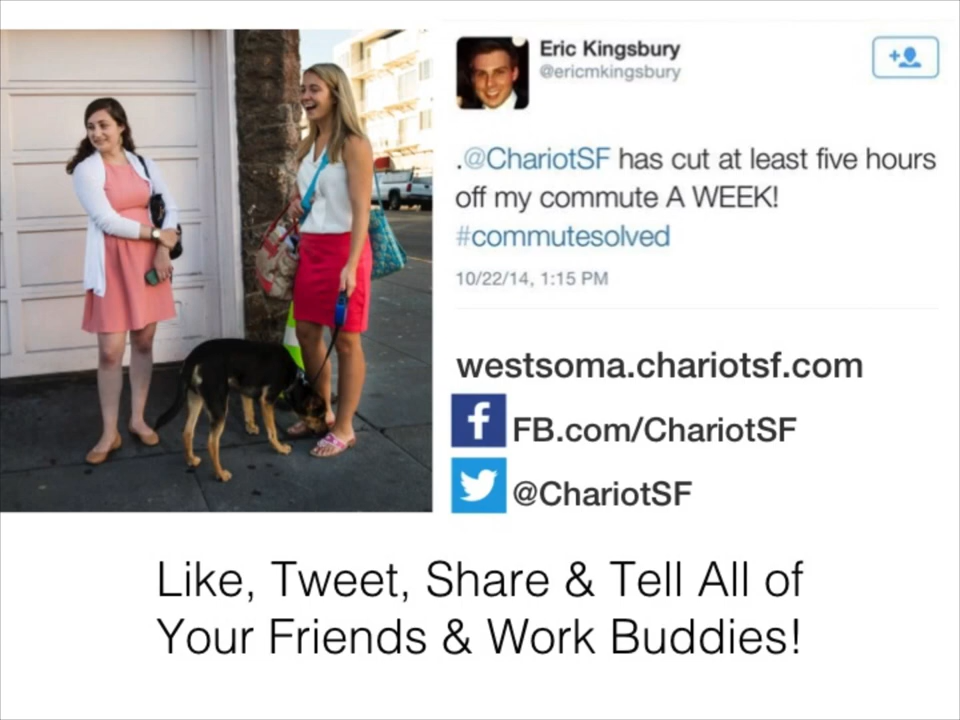 Eric Kingsbury
@ericmkingsbury
.@ChariotSF has cut at least five hours
off my commute A WEEK!
#commutesolved
10/22/14, 1:15 PM
westsoma.chariotsf.com
FB.com/ChariotSF
@ChariotSF
Like, Tweet, Share & Tell All of
Your Friends & Work Buddies!